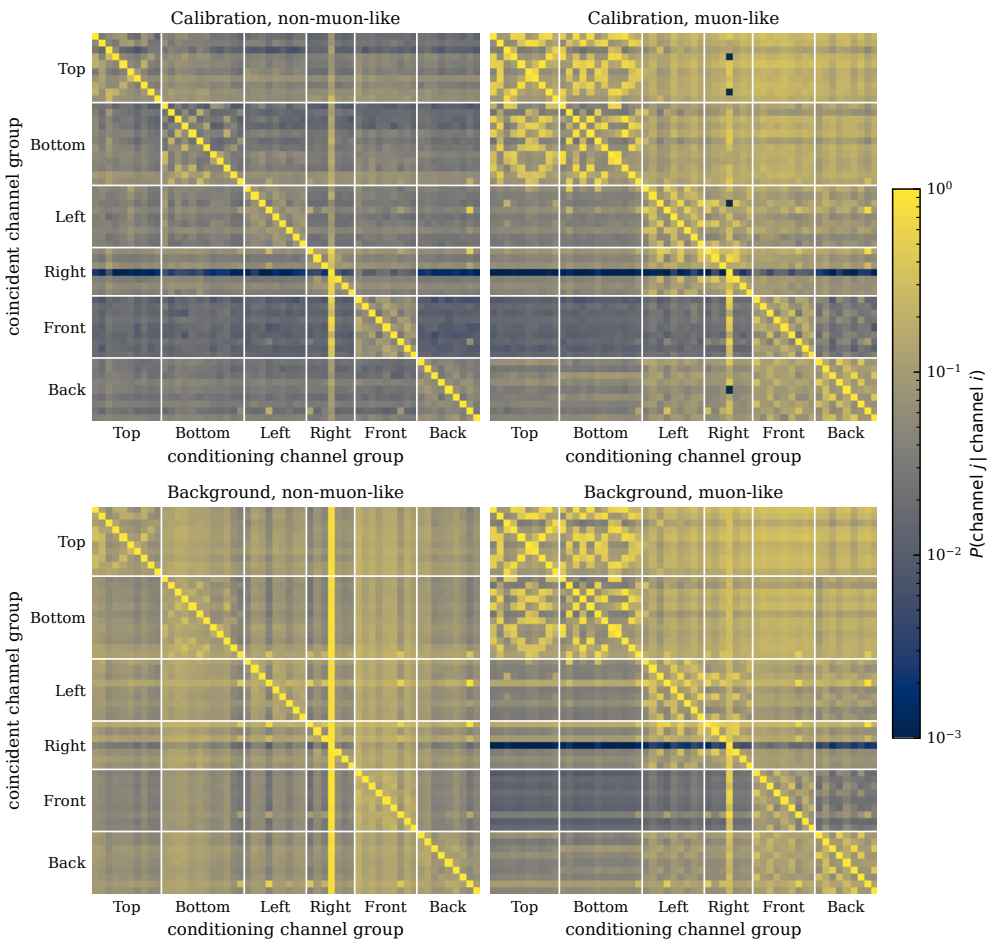 Calibration, non-muon-like
Calibration, muon-like
coincident channel group
Top
Bottom
Left
Right
Front
Back
Top Bottom Left Right Front Back
conditioning channel group
Top Bottom Left Right Front Back
conditioning channel group
Background, non-muon-like
Background, muon-like
coincident channel group
Top
Bottom
Left
Right
Front
Back
Top Bottom Left Right Front Back
conditioning channel group
Top Bottom Left Right Front Back
conditioning channel group
10⁰
10⁻¹
10⁻²
10⁻³
P(channel j | channel i)